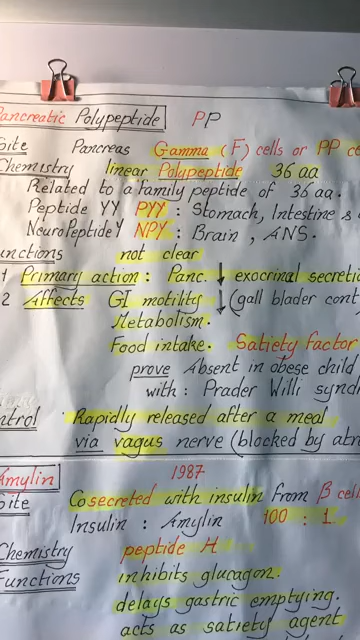 Pancreatic Polypeptide PP
Site Pancreas Gamma (F) cells or PP ce
Chemistry linear Polypeptide 36 aa
Related to a family peptide of 36 aa.
Peptide YY PYY : Stomach, Intestine &
NeuroPeptide Y NPY : Brain, ANS.
unctions not clear
1 Primary action : Panc. ↓ exocrinal secreti
2 Affects GI motility ↓ (gall blader cont
Metabolism.
Food intake. Satiety factor
prove Absent in obese child
with : Prader Willi synd
ntrol Rapidly released after a meal
via vagus nerve (blocked by atr
Amylin 1987
Site Cosecreted with insulin from β cel
Insulin : Amylin 100 : 1
Chemistry peptide H
Functions inhibits glucagon.
delays gastric emptying.
acts as satiety agent